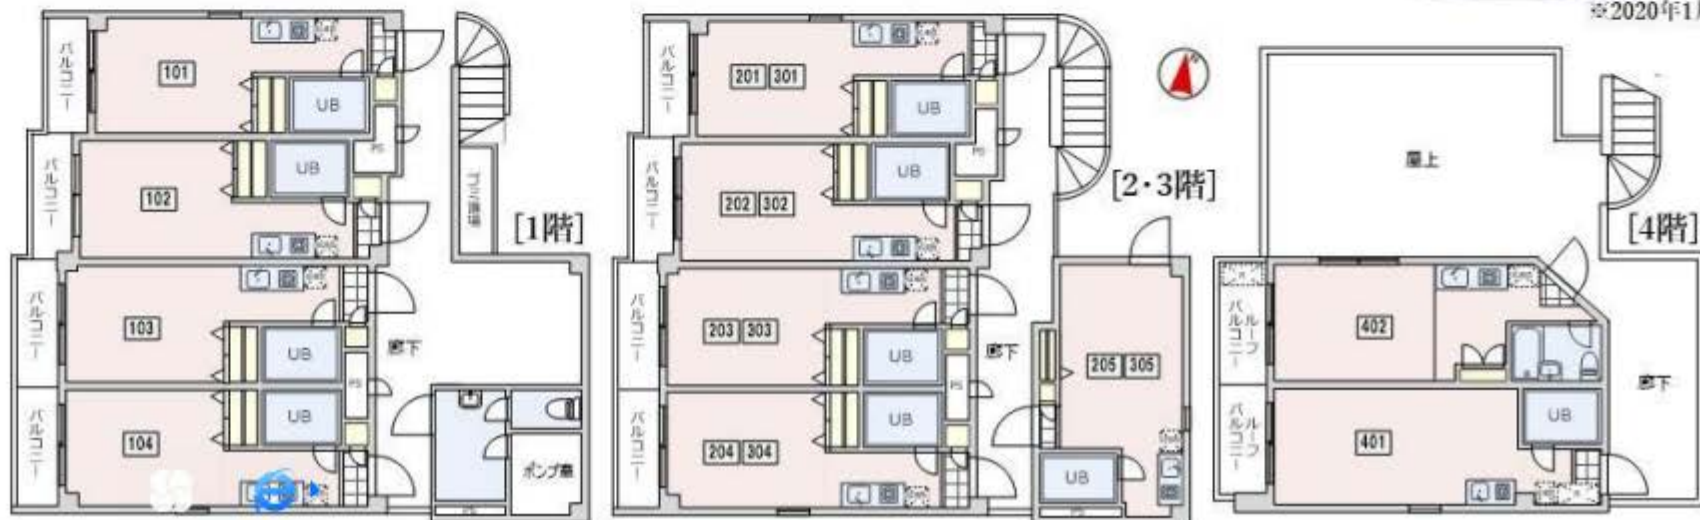 ※2020年1月
バルコニー
101
UB
バルコニー
102
UB
PS
[1階]
バルコニー
103
UB
廊下
PS
バルコニー
104
UB
ポンプ室
PS
バルコニー
201 301
UB
バルコニー
202 302
UB
PS
[2・3階]
バルコニー
203 303
UB
廊下
PS
205 305
バルコニー
204 304
UB
UB
PS
屋上
[4階]
ルーフバルコニー
402
廊下
ルーフバルコニー
401
UB